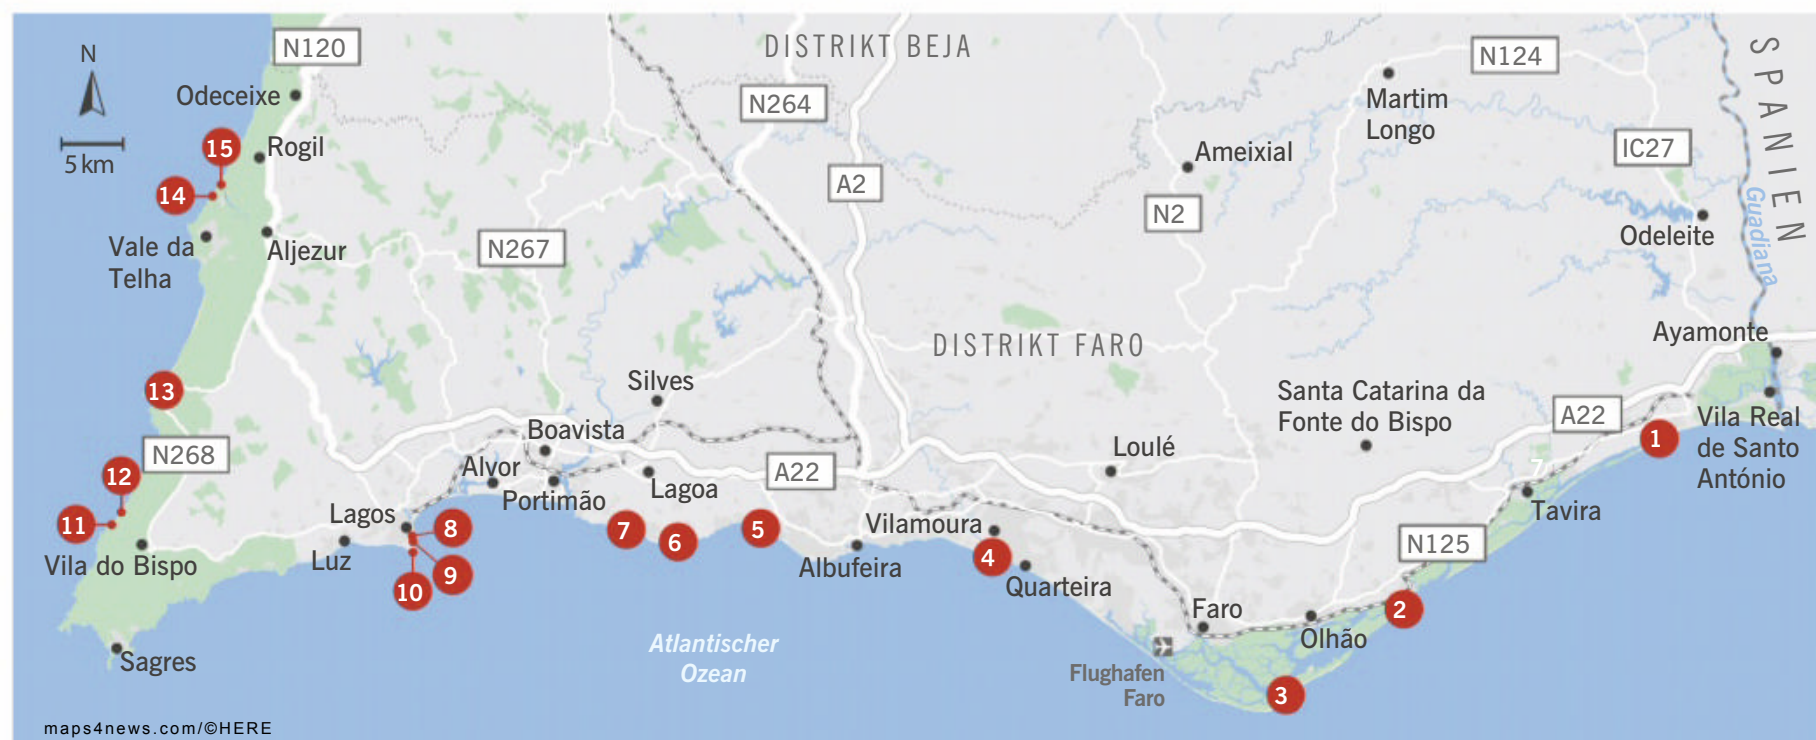 N120
DISTRIKT BEJA
N124
SPANIEN
N
Odeceixe
N264
Martim
Longo
5 km
15
Rogil
Ameixial
IC27
14
A2
N2
Guadiana
Vale da
Telha
Aljezur
N267
Odeleite
DISTRIKT FARO
Ayamonte
13
Silves
Santa Catarina da
Fonte do Bispo
A22
Vila Real
de Santo
António
1
N268
Boavista
Loulé
12
Alvor
Portimão
Lagoa
A22
7
Tavira
11
Lagos
8
7
6
5
Vilamoura
4
N125
Vila do Bispo
Luz
9
10
Albufeira
Quarteira
Faro
Olhão
2
Sagres
Atlantischer
Ozean
Flughafen
Faro
3
maps4news.com/©HERE